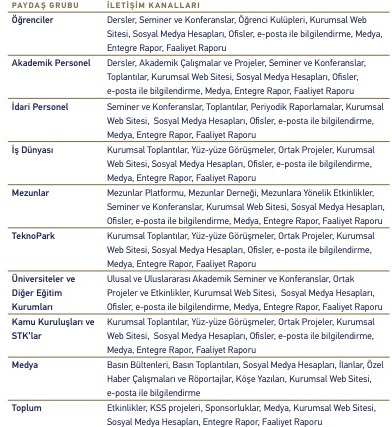 PAYDAŞ GRUBU İLETİŞİM KANALLARI
Öğrenciler Dersler, Seminer ve Konferanslar, Öğrenci Kulüpleri, Kurumsal Web
Sitesi, Sosyal Medya Hesapları, Ofisler, e-posta ile bilgilendirme, Medya,
Entegre Rapor, Faaliyet Raporu
Akademik Personel Dersler, Akademik Çalışmalar ve Projeler, Seminer ve Konferanslar,
Toplantılar, Kurumsal Web Sitesi, Sosyal Medya Hesapları, Ofisler,
e-posta ile bilgilendirme, Medya, Entegre Rapor, Faaliyet Raporu
İdari Personel Seminer ve Konferanslar, Toplantılar, Periyodik Raporlamalar, Kurumsal
Web Sitesi, Sosyal Medya Hesapları, Ofisler, e-posta ile bilgilendirme,
Medya, Entegre Rapor, Faaliyet Raporu
İş Dünyası Kurumsal Toplantılar, Yüz-yüze Görüşmeler, Ortak Projeler, Kurumsal
Web Sitesi, Sosyal Medya Hesapları, Ofisler, e-posta ile bilgilendirme,
Medya, Entegre Rapor, Faaliyet Raporu
Mezunlar Mezunlar Platformu, Mezunlar Derneği, Mezunlara Yönelik Etkinlikler,
Seminer ve Konferanslar, Kurumsal Web Sitesi, Sosyal Medya Hesapları,
Ofisler, e-posta ile bilgilendirme, Medya, Entegre Rapor, Faaliyet Raporu
TeknoPark Kurumsal Toplantılar, Yüz-yüze Görüşmeler, Ortak Projeler, Kurumsal
Web Sitesi, Sosyal Medya Hesapları, Ofisler, e-posta ile bilgilendirme,
Medya, Entegre Rapor, Faaliyet Raporu
Üniversiteler ve Ulusal ve Uluslararası Akademik Seminer ve Konferanslar, Ortak
Diğer Eğitim Projeler ve Etkinlikler, Kurumsal Web Sitesi, Sosyal Medya Hesapları,
Kurumları Ofisler, e-posta ile bilgilendirme, Medya, Entegre Rapor, Faaliyet Raporu
Kamu Kuruluşları ve Kurumsal Toplantılar, Yüz-yüze Görüşmeler, Ortak Projeler, Kurumsal
STK'lar Web Sitesi, Sosyal Medya Hesapları, Ofisler, e-posta ile bilgilendirme,
Medya, Entegre Rapor, Faaliyet Raporu
Medya Basın Bültenleri, Basın Toplantıları, Sosyal Medya Hesapları, İlanlar, Özel
Haber Çalışmaları ve Röportajlar, Köşe Yazıları, Kurumsal Web Sitesi,
e-posta ile bilgilendirme
Toplum Etkinlikler, KSS projeleri, Sponsorluklar, Medya, Kurumsal Web Sitesi,
Sosyal Medya Hesapları, Entegre Rapor, Faaliyet Raporu